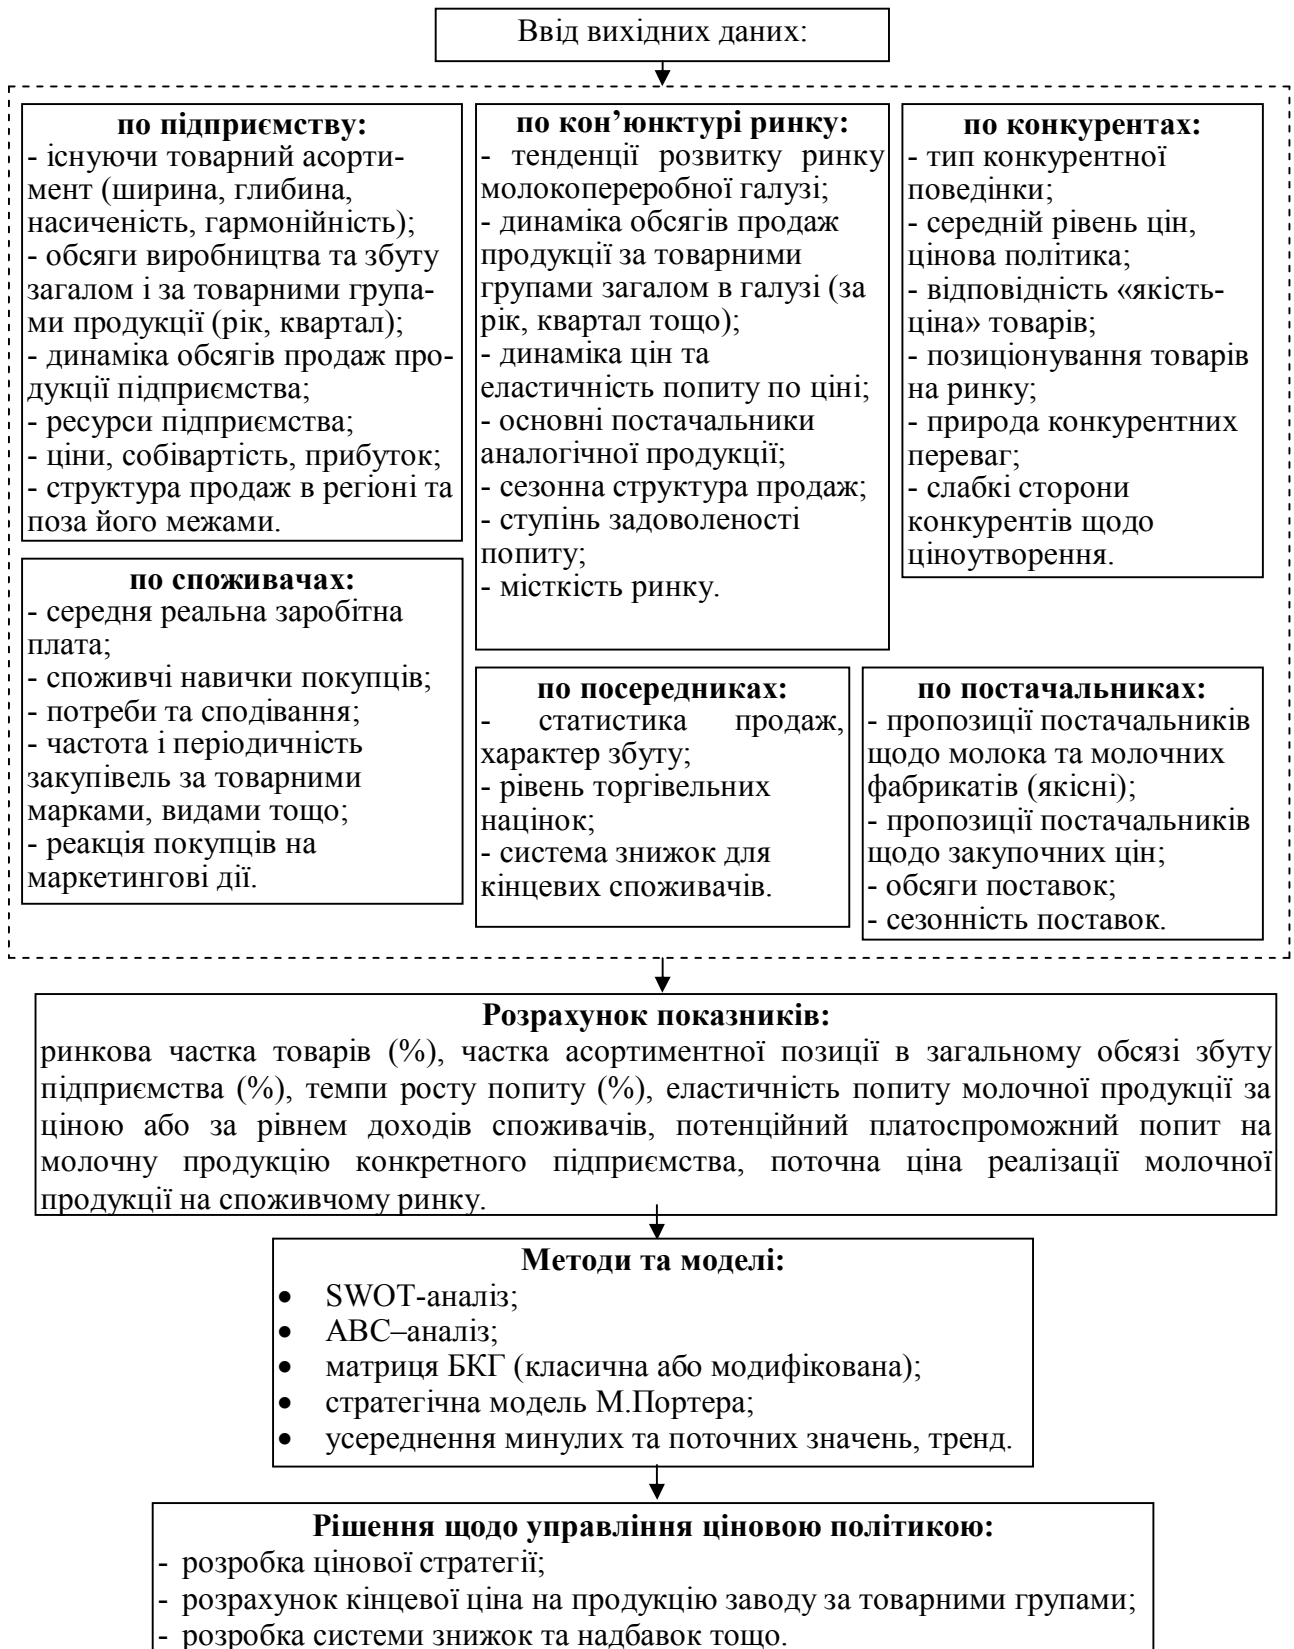 Ввід вихідних даних:
по підприємству:
- існуючи товарний асорти-
мент (ширина, глибина,
насиченість, гармонійність);
- обсяги виробництва та збуту
загалом і за товарними група-
ми продукції (рік, квартал);
- динаміка обсягів продаж про-
дукції підприємства;
- ресурси підприємства;
- ціни, собівартість, прибуток;
- структура продаж в регіоні та
поза його межами.
по кон’юнктурі ринку:
- тенденції розвитку ринку
молокопереробної галузі;
- динаміка обсягів продаж
продукції за товарними
групами загалом в галузі (за
рік, квартал тощо);
- динаміка цін та
еластичність попиту по ціні;
- основні постачальники
аналогічної продукції;
- сезонна структура продаж;
- ступінь задоволеності
попиту;
- місткість ринку.
по конкурентах:
- тип конкурентної
поведінки;
- середній рівень цін,
цінова політика;
- відповідність «якість-
ціна» товарів;
- позиціонування товарів
на ринку;
- природа конкурентних
переваг;
- слабкі сторони
конкурентів щодо
ціноутворення.
по споживачах:
- середня реальна заробітна
плата;
- споживчі навички покупців;
- потреби та сподівання;
- частота і періодичність
закупівель за товарними
марками, видами тощо;
- реакція покупців на
маркетингові дії.
по посередниках:
- статистика продаж,
характер збуту;
- рівень торгівельних
націнок;
- система знижок для
кінцевих споживачів.
по постачальниках:
- пропозиції постачальників
щодо молока та молочних
фабрикатів (якісні);
- пропозиції постачальників
щодо закупочних цін;
- обсяги поставок;
- сезонність поставок.
Розрахунок показників:
ринкова частка товарів (%), частка асортиментної позиції в загальному обсязі збуту
підприємства (%), темпи росту попиту (%), еластичність попиту молочної продукції за
ціною або за рівнем доходів споживачів, потенційний платоспроможний попит на
молочну продукцію конкретного підприємства, поточна ціна реалізації молочної
продукції на споживчому ринку.
Методи та моделі:
• SWOT-аналіз;
• АВС–аналіз;
• матриця БКГ (класична або модифікована);
• стратегічна модель М.Портера;
• усереднення минулих та поточних значень, тренд.
Рішення щодо управління ціновою політикою:
- розробка цінової стратегії;
- розрахунок кінцевої ціна на продукцію заводу за товарними групами;
- розробка системи знижок та надбавок тощо.